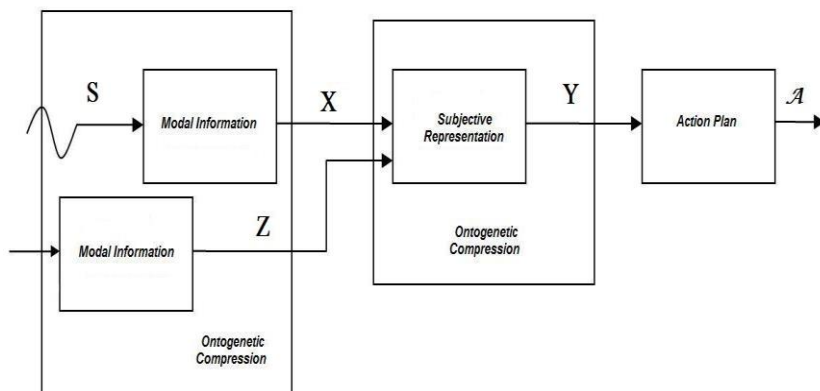 S
Modal Information
X
Subjective
Representation
Y
Action Plan
𝒜
Modal Information
Z
Ontogenetic
Compression
Ontogenetic
Compression